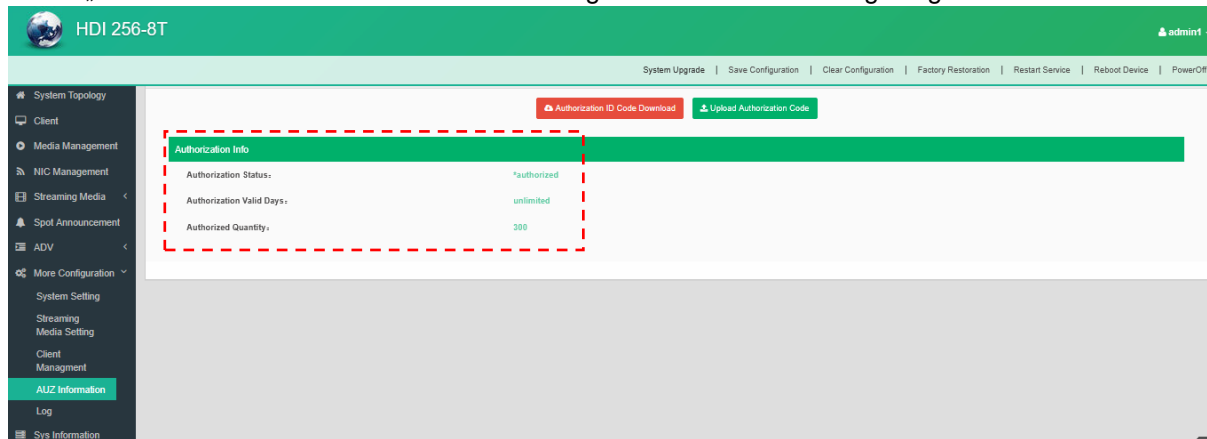 HDI 256-8T
admin1
System Upgrade | Save Configuration | Clear Configuration | Factory Restoration | Restart Service | Reboot Device | PowerOff
System Topology
Client
Media Management
NIC Management
Streaming Media
Spot Announcement
ADV
More Configuration
System Setting
Streaming
Media Setting
Client
Managment
AUZ Information
Log
Sys Information
Authorization ID Code Download
Upload Authorization Code
Authorization Info
Authorization Status: *authorized
Authorization Valid Days: unlimited
Authorized Quantity: 300